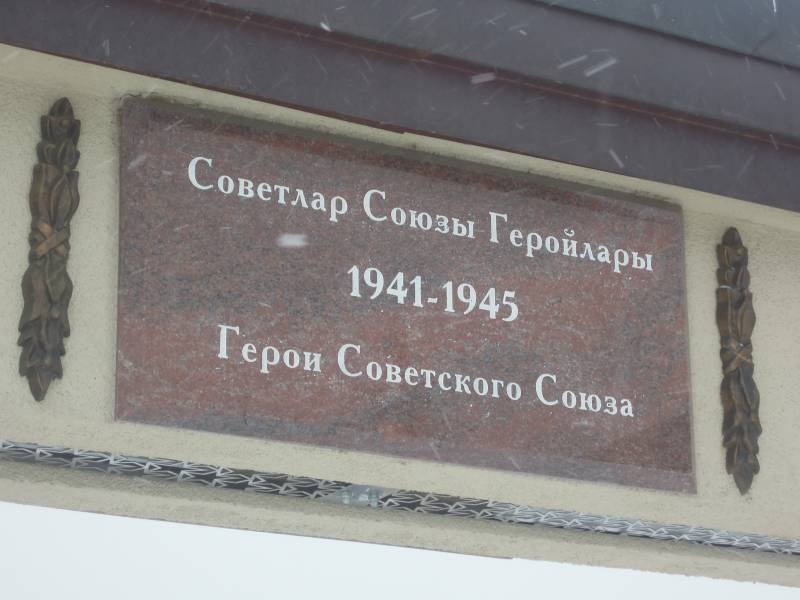 Советлар Союзы Геройлары
1941-1945
Герои Советского Союза